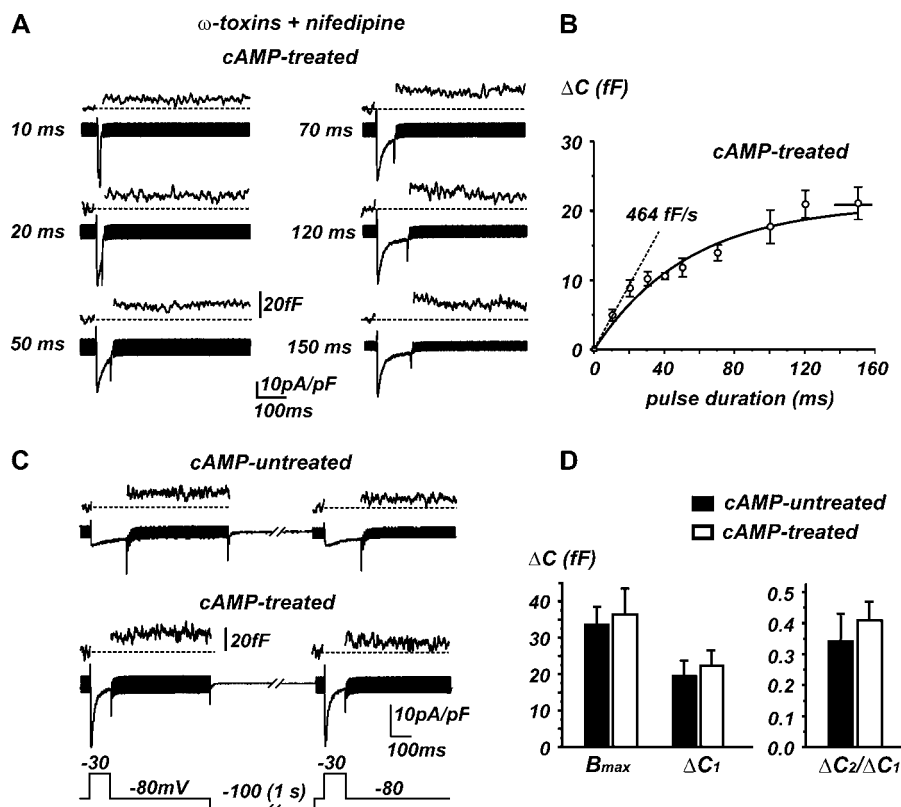 A
ω-toxins + nifedipine
cAMP-treated
10 ms
20 ms
50 ms
20fF
10pA/pF
100ms
70 ms
120 ms
150 ms
B
ΔC (fF)
cAMP-treated
464 fF/s
30
20
10
0
0 40 80 120 160
pulse duration (ms)
C
cAMP-untreated
cAMP-treated
20fF
10pA/pF
100ms
-30
-80mV
-100 (1 s)
-30
-80
D
cAMP-untreated
cAMP-treated
ΔC (fF)
40
30
20
30
40
0
Bmax ΔC1
0.5
0.4
0.3
0.2
0.1
0.0
ΔC2/ΔC1